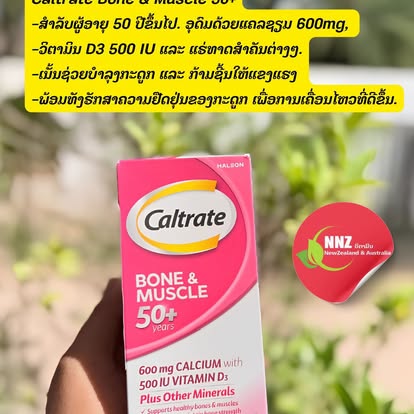 Caltrate Bone & Muscle 50+
-ສຳລັບຜູ້ອາຍຸ 50 ປີຂຶ້ນໄປ. ອຸດົມດ້ວຍແຄລຊຽມ 600mg,
-ວິຕາມິນ D3 500 IU ແລະ ແຮ່ທາດສຳຄັນຕ່າງໆ.
-ເນັ້ນຊ່ວຍບຳລຸງກະດູກ ແລະ ກ້າມຊີ້ນໃຫ້ແຂງແຮງ
-ພ້ອມທັງຮັກສາຄວາມຢືດຢຸ່ນຂອງກະດູກ ເພື່ອການເຄື່ອນໄຫວທີ່ດີຂຶ້ນ.
HALEON
Caltrate
BONE &
MUSCLE
50+
years
600 mg CALCIUM with
500 IU VITAMIN D3
Plus Other Minerals
✓ Supports healthy bones & muscles
bone strength
NNZ
NewZealand & Australia